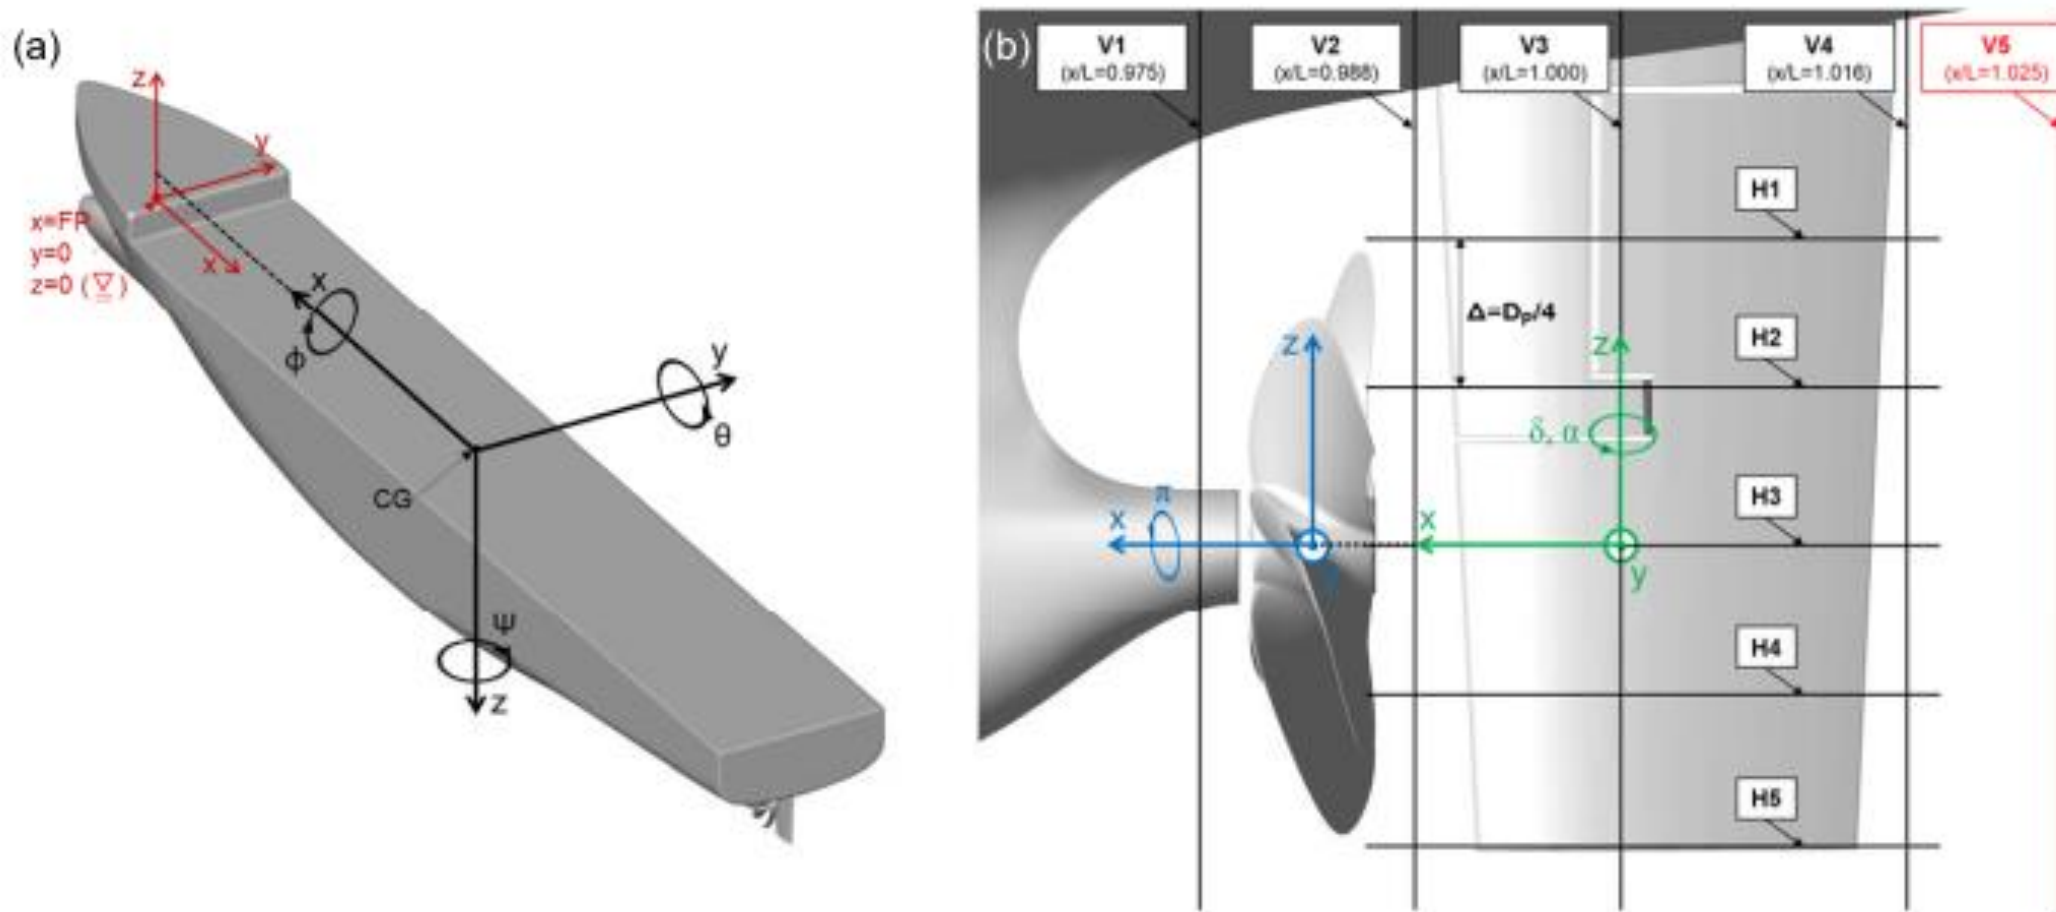 (a)
z
y
x=FP
y=0
z=0 (▽)
x
x
ϕ
y
θ
CG
ψ
z
(b)
V1
(x/L=0.975)
V2
(x/L=0.988)
V3
(x/L=1.000)
V4
(x/L=1.016)
V5
(x/L=1.025)
H1
Δ=DP/4
H2
z
z
δ, α
H3
π
x
x
y
H4
H5